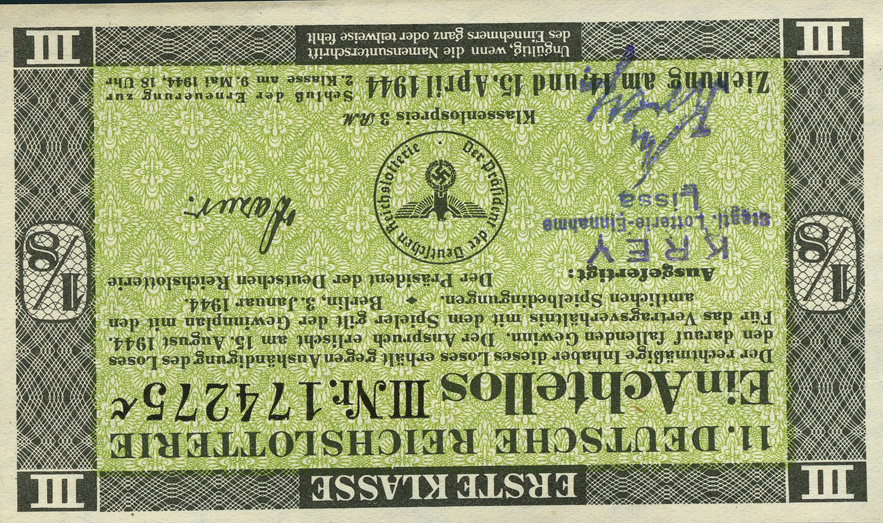 ERSTE KLASSE
III
III
11. DEUTSCHE REICHSLOTTERIE
Ein Achtellos III Nr. 174275
Der rechtmäßige Inhaber dieses Loses erhält gegen Aushändigung des Loses
den darauf fallenden Gewinn. Der Anspruch erlischt am 15. August 1944.
Für das Vertragsverhältnis mit dem Spieler gilt der Gewinnplan mit den
amtlichen Spielbedingungen. ✦ Berlin, 3. Januar 1944.
1/8
1/8
Ausgefertigt:
Der Präsident der Deutschen Reichslotterie
KREY
Staatl. Lotterie-Einnahme
Lissa
Der Präsident der Deutschen Reichslotterie
Klassenlospreis 3 RM
Ziehung am 14. und 15. April 1944
Schluß der Erneuerung zur
2. Klasse am 9. Mai 1944, 18 Uhr
III
III
Ungültig, wenn die Namensunterschrift
des Einnehmers ganz oder teilweise fehlt